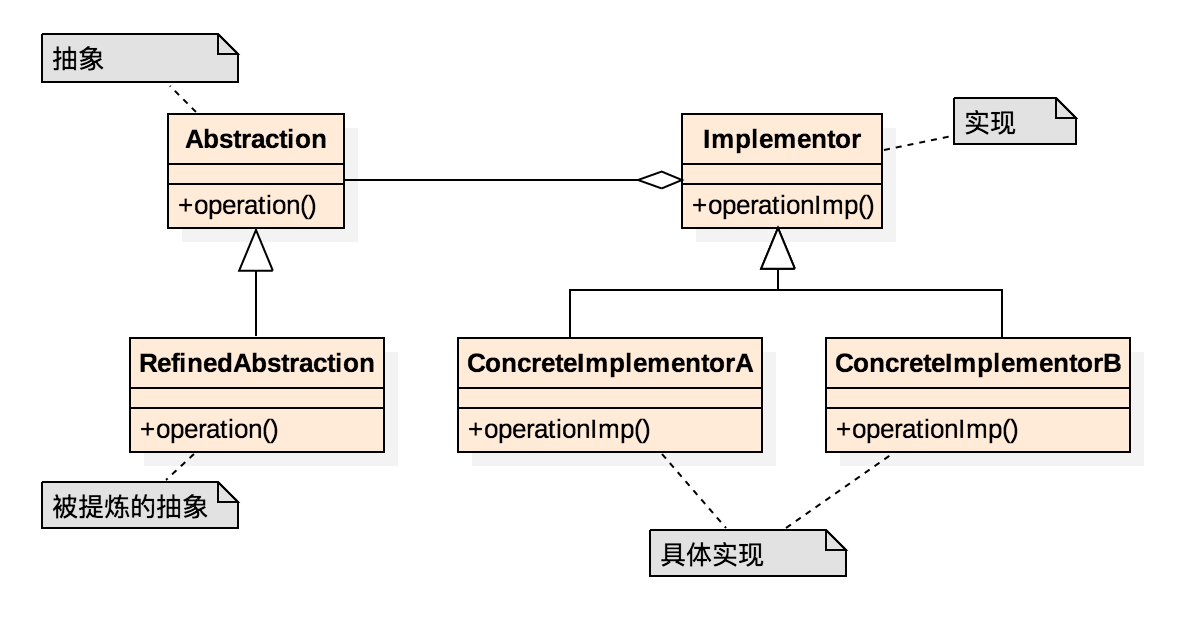 抽象
Abstraction
+operation()
Implementor
+operationImp()
实现
RefinedAbstraction
+operation()
ConcreteImplementorA
+operationImp()
ConcreteImplementorB
+operationImp()
被提炼的抽象
具体实现